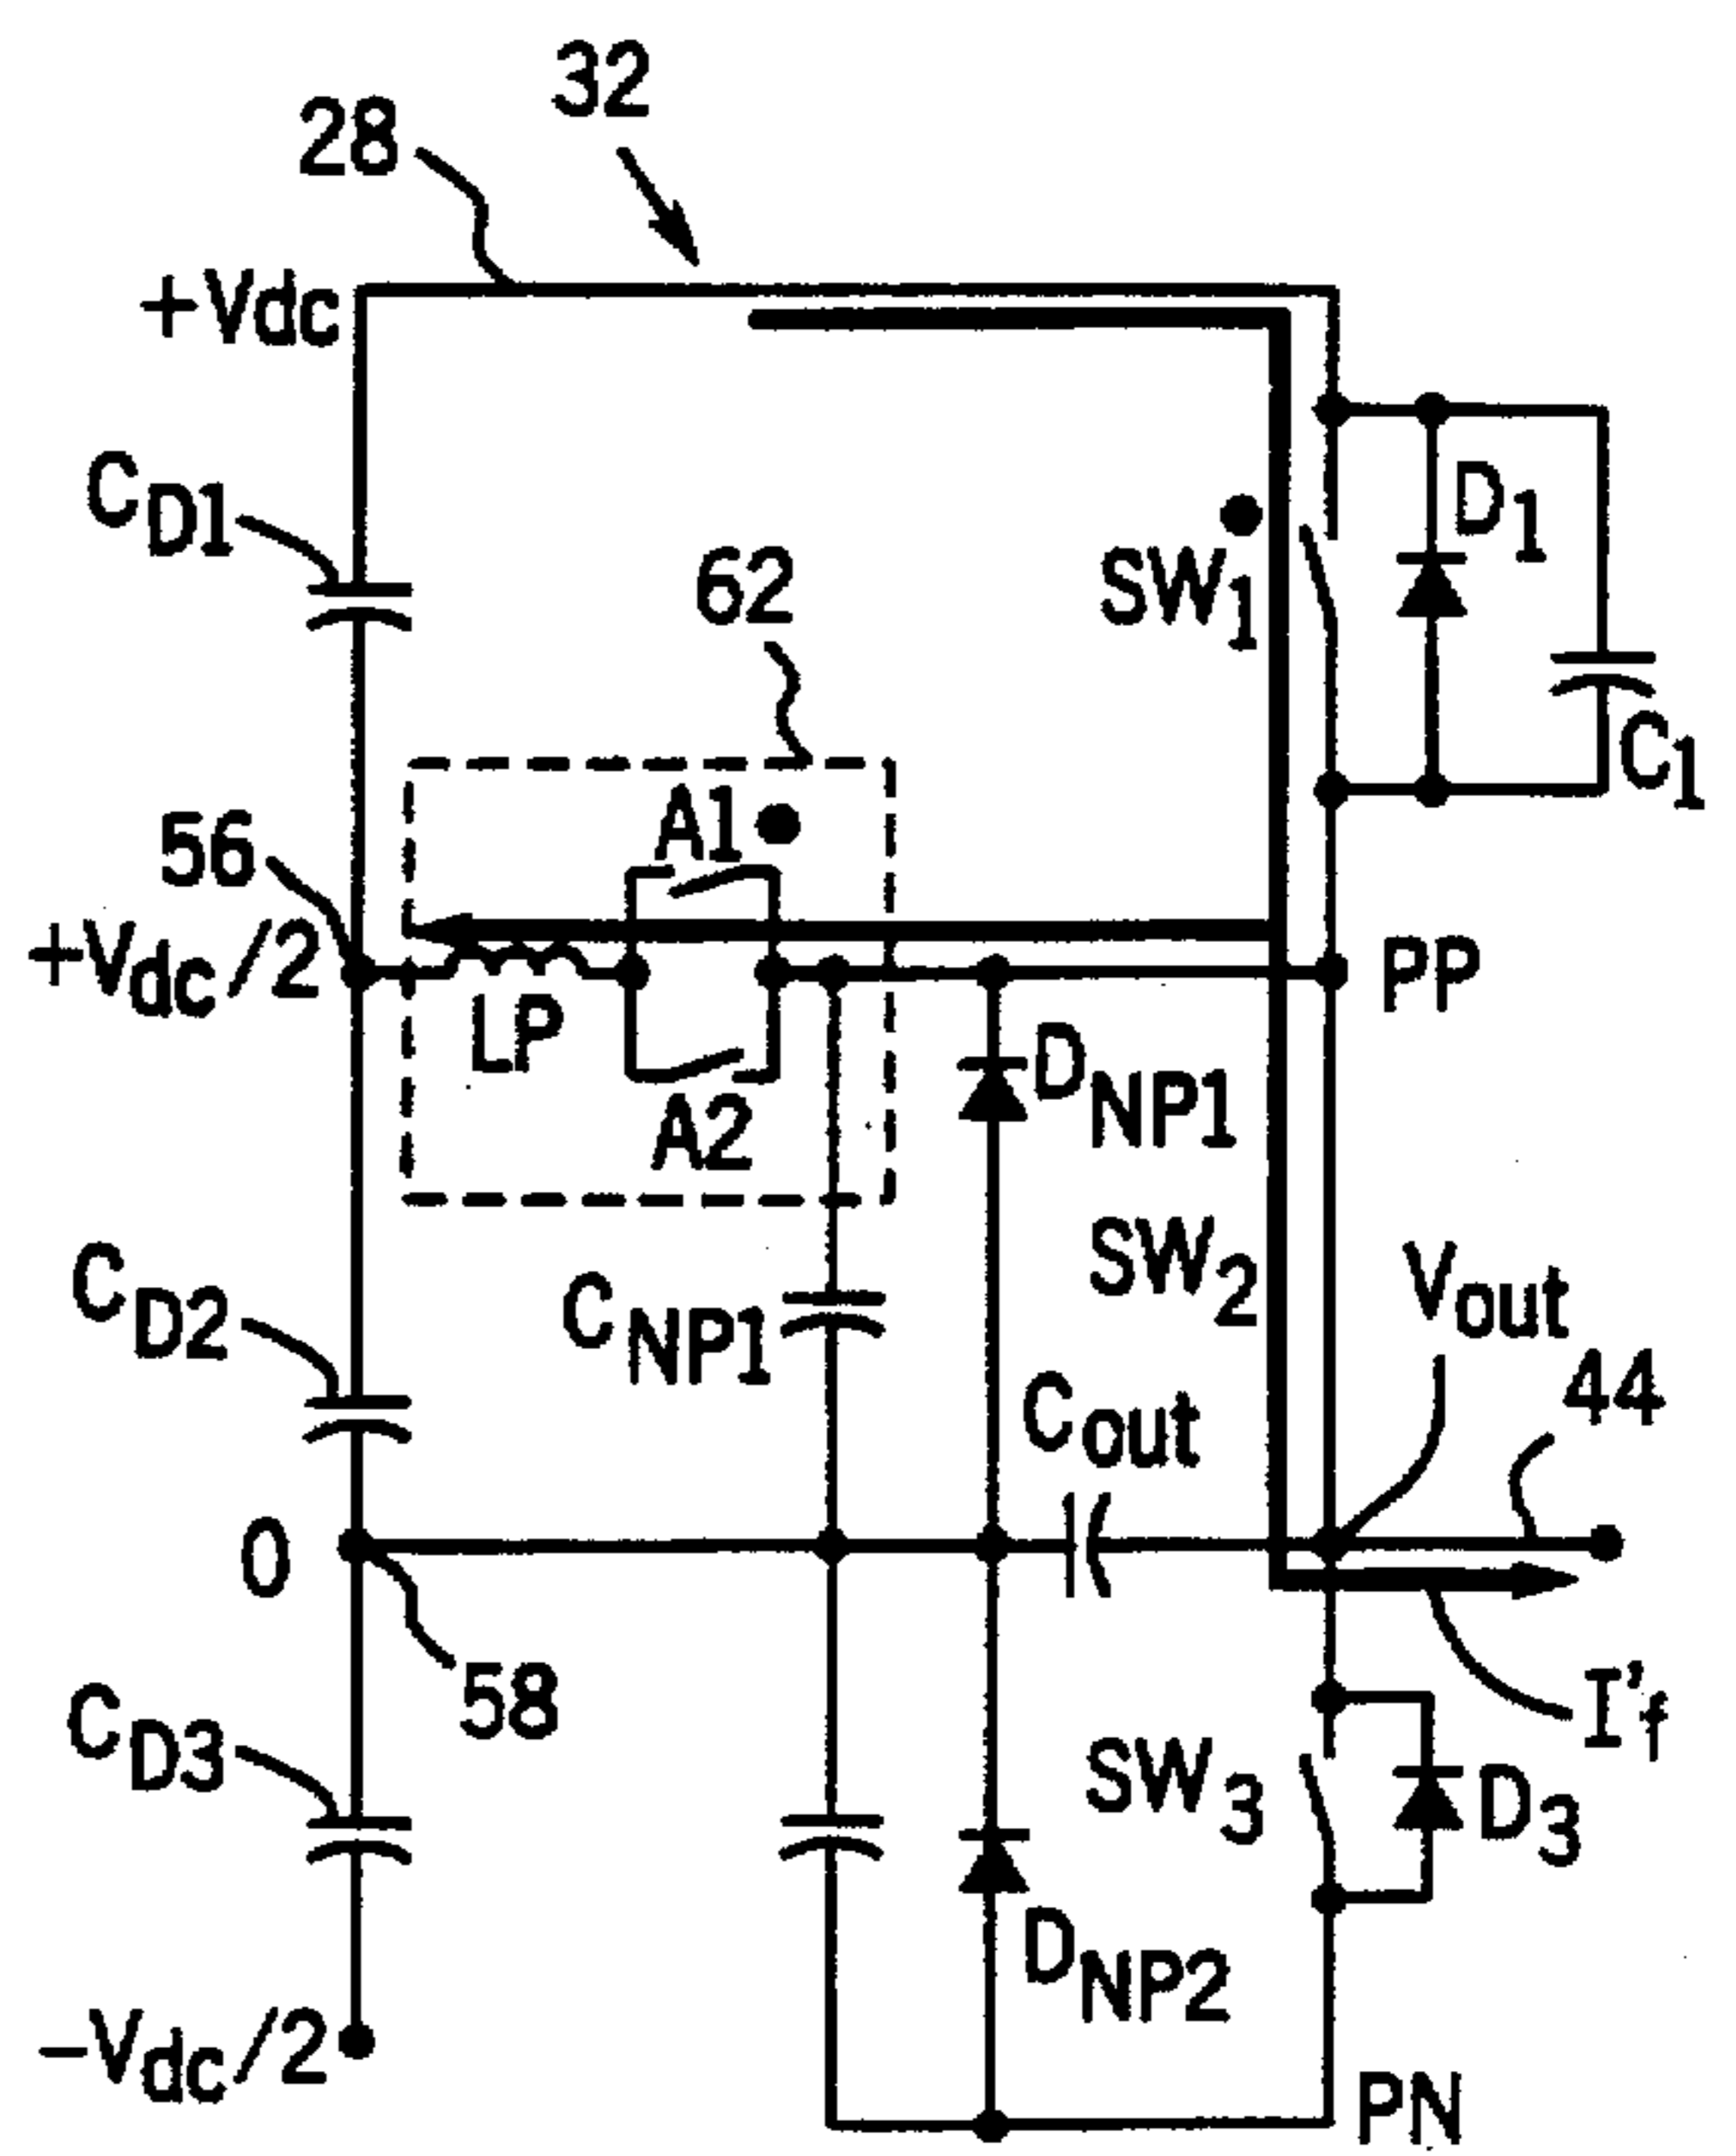 32
28
+Vdc
CD1
D1
SW1
62
C1
A1
56
+Vdc/2
PP
LP
DNP1
A2
SW2
CD2
CNP1
Vout
Cout
44
0
58
I'f
CD3
SW3
D3
DNP2
-Vdc/2
PN